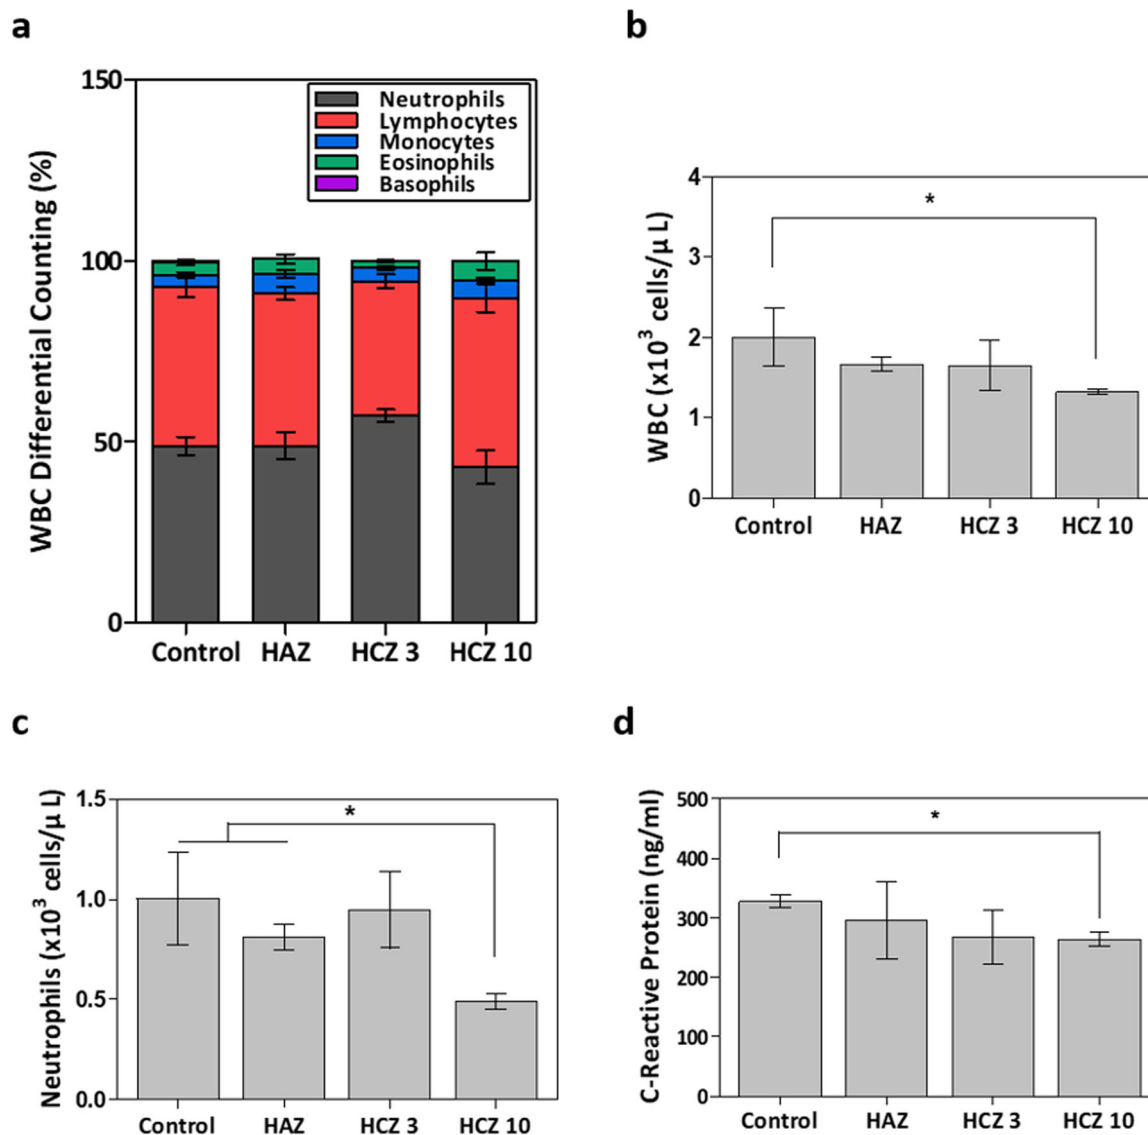 a
WBC Differential Counting (%)
150
100
50
0
Neutrophils
Lymphocytes
Monocytes
Eosinophils
Basophils
Control HAZ HCZ 3 HCZ 10
b
WBC (x10³ cells/µ L)
4
3
2
1
0
*
Control HAZ HCZ 3 HCZ 10
c
Neutrophils (x10³ cells/µ L)
1.5
1.0
0.5
0.0
*
Control HAZ HCZ 3 HCZ 10
d
C-Reactive Protein (ng/ml)
500
400
300
200
100
0
*
Control HAZ HCZ 3 HCZ 10